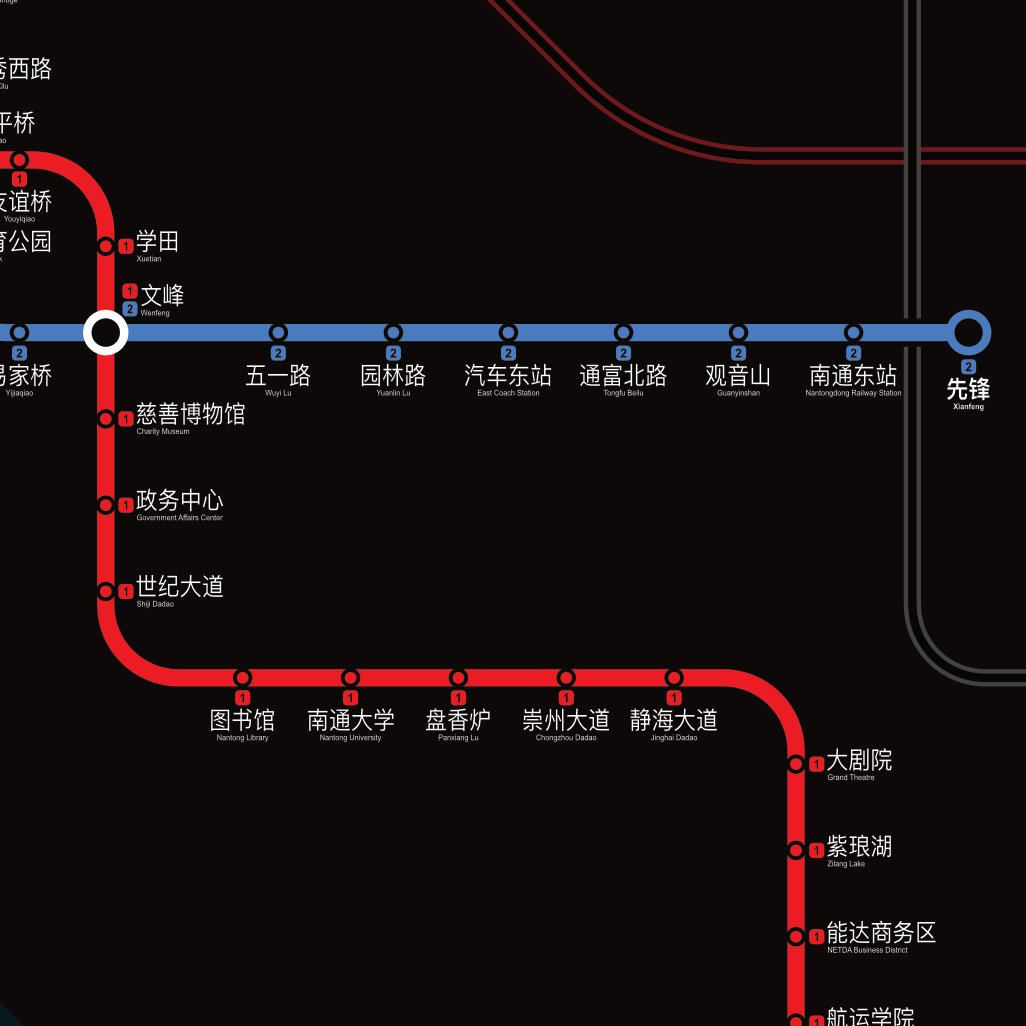 西路
平桥
1
谊桥
Youyiqiao
公园
1 学田
Xuetian
1
2
文峰
Wenfeng
2
家桥
Yijiaqiao
2
五一路
Wuyi Lu
2
园林路
Yuanlin Lu
2
汽车东站
East Coach Station
2
通富北路
Tongfu Beilu
2
观音山
Guanyinshan
2
南通东站
Nantongdong Railway Station
2
先锋
Xianfeng
1 慈善博物馆
Charity Museum
1 政务中心
Government Affairs Center
1 世纪大道
Shiji Dadao
1
图书馆
Nantong Library
1
南通大学
Nantong University
1
盘香炉
Panxiang Lu
1
崇州大道
Chongzhou Dadao
1
静海大道
Jinghai Dadao
1 大剧院
Grand Theatre
1 紫琅湖
Zilang Lake
1 能达商务区
NETDA Business District
1 航运学院